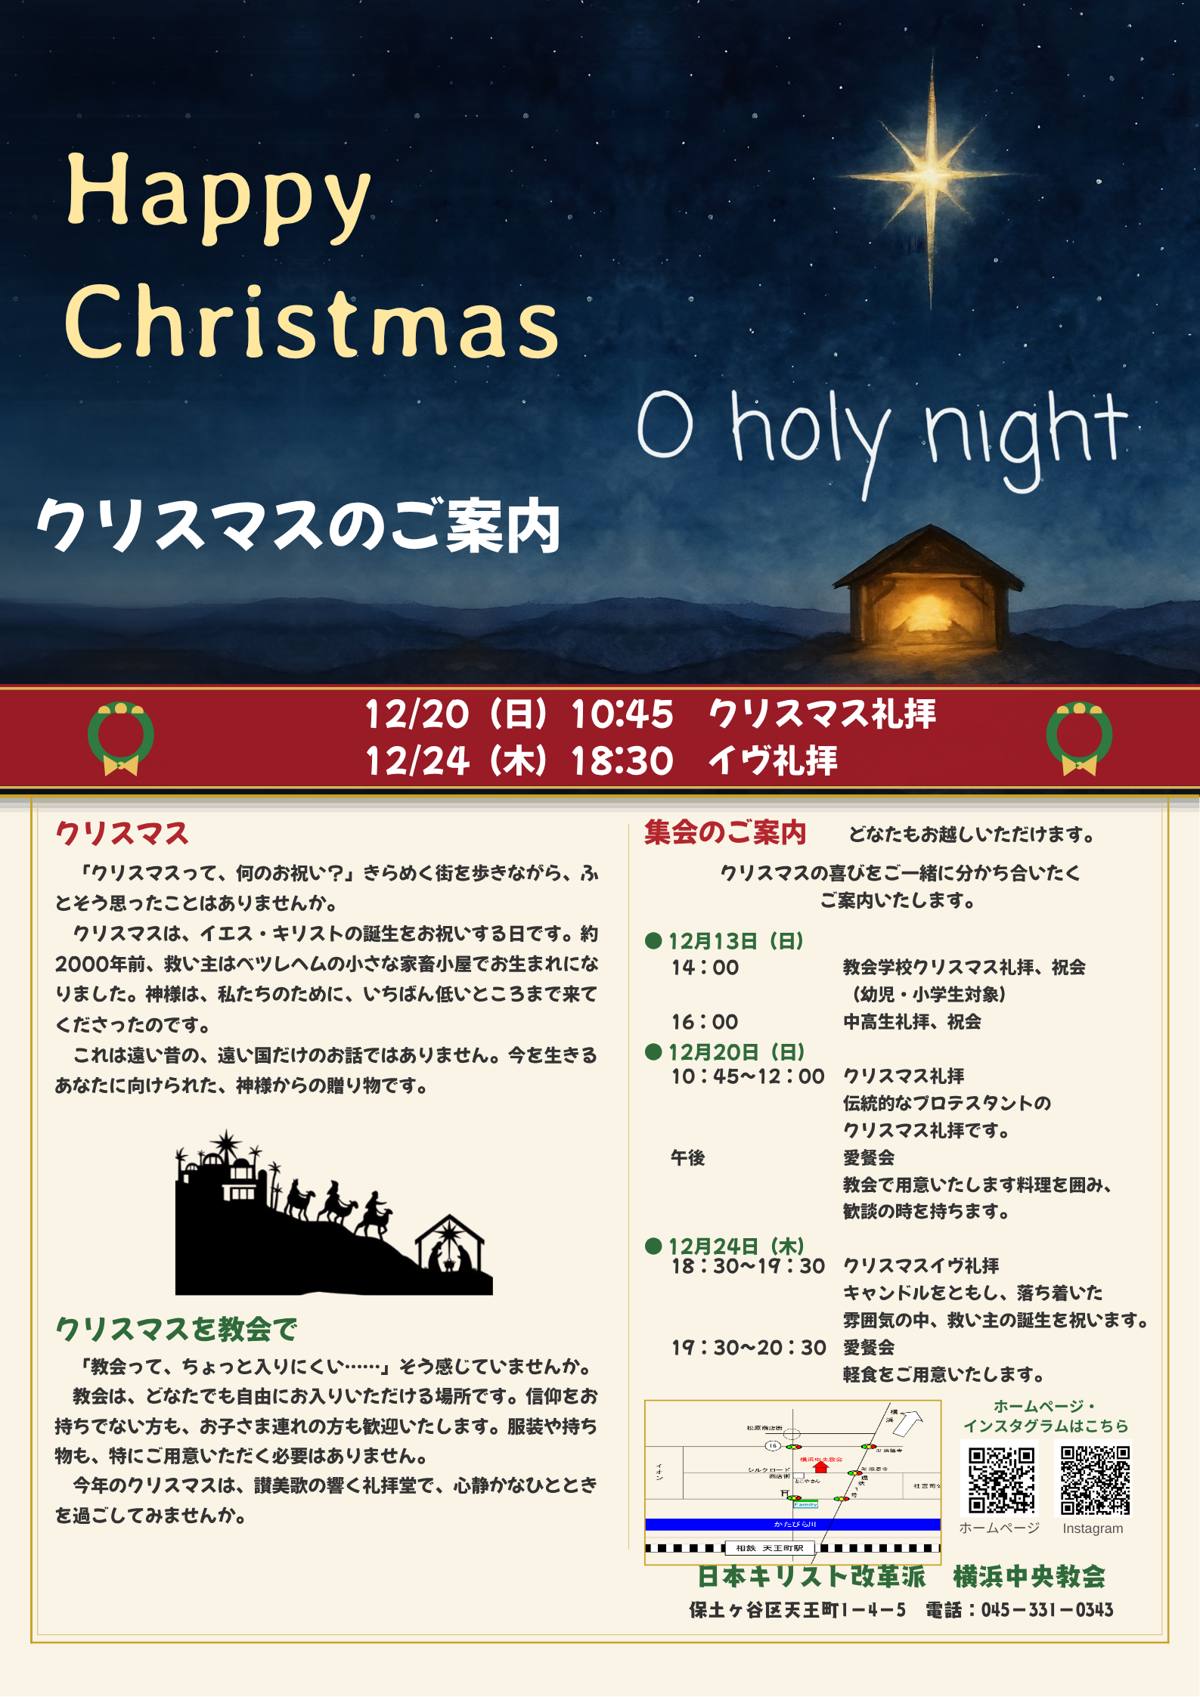 Happy
Christmas
O holy night
クリスマスのご案内
12/20（日）10:45　クリスマス礼拝
12/24（木）18:30　イヴ礼拝
クリスマス
「クリスマスって、何のお祝い？」きらめく街を歩きながら、ふ
とそう思ったことはありませんか。
クリスマスは、イエス・キリストの誕生をお祝いする日です。約
2000年前、救い主はベツレヘムの小さな家畜小屋でお生まれにな
りました。神様は、私たちのために、いちばん低いところまで来て
くださったのです。
これは遠い昔の、遠い国だけのお話ではありません。今を生きる
あなたに向けられた、神様からの贈り物です。
クリスマスを教会で
「教会って、ちょっと入りにくい……」そう感じていませんか。
教会は、どなたでも自由にお入りいただける場所です。信仰をお
持ちでない方も、お子さま連れの方も歓迎いたします。服装や持ち
物も、特にご用意いただく必要はありません。
今年のクリスマスは、讃美歌の響く礼拝堂で、心静かなひととき
を過ごしてみませんか。
集会のご案内　どなたもお越しいただけます。
クリスマスの喜びをご一緒に分かち合いたく
ご案内いたします。
● 12月13日（日）
14：00　教会学校クリスマス礼拝、祝会
（幼児・小学生対象）
16：00　中高生礼拝、祝会
● 12月20日（日）
10：45～12：00　クリスマス礼拝
伝統的なプロテスタントの
クリスマス礼拝です。
午後　愛餐会
教会で用意いたします料理を囲み、
歓談の時を持ちます。
● 12月24日（木）
18：30～19：30　クリスマスイヴ礼拝
キャンドルをともし、落ち着いた
雰囲気の中、救い主の誕生を祝います。
19：30～20：30　愛餐会
軽食をご用意いたします。
横浜
松原商店街
16
横浜中央教会
イオン
シルクロード
商店街
Family
かたびら川
相鉄　天王町駅
ホームページ・
インスタグラムはこちら
ホームページ
Instagram
日本キリスト改革派　横浜中央教会
保土ヶ谷区天王町1－4－5　電話：045－331－0343